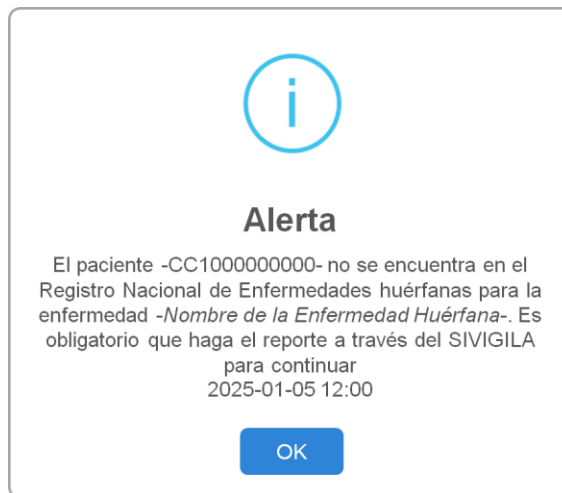 i
Alerta
El paciente -CC1000000000- no se encuentra en el
Registro Nacional de Enfermedades huérfanas para la
enfermedad -Nombre de la Enfermedad Huérfana-. Es
obligatorio que haga el reporte a través del SIVIGILA
para continuar
2025-01-05 12:00
OK